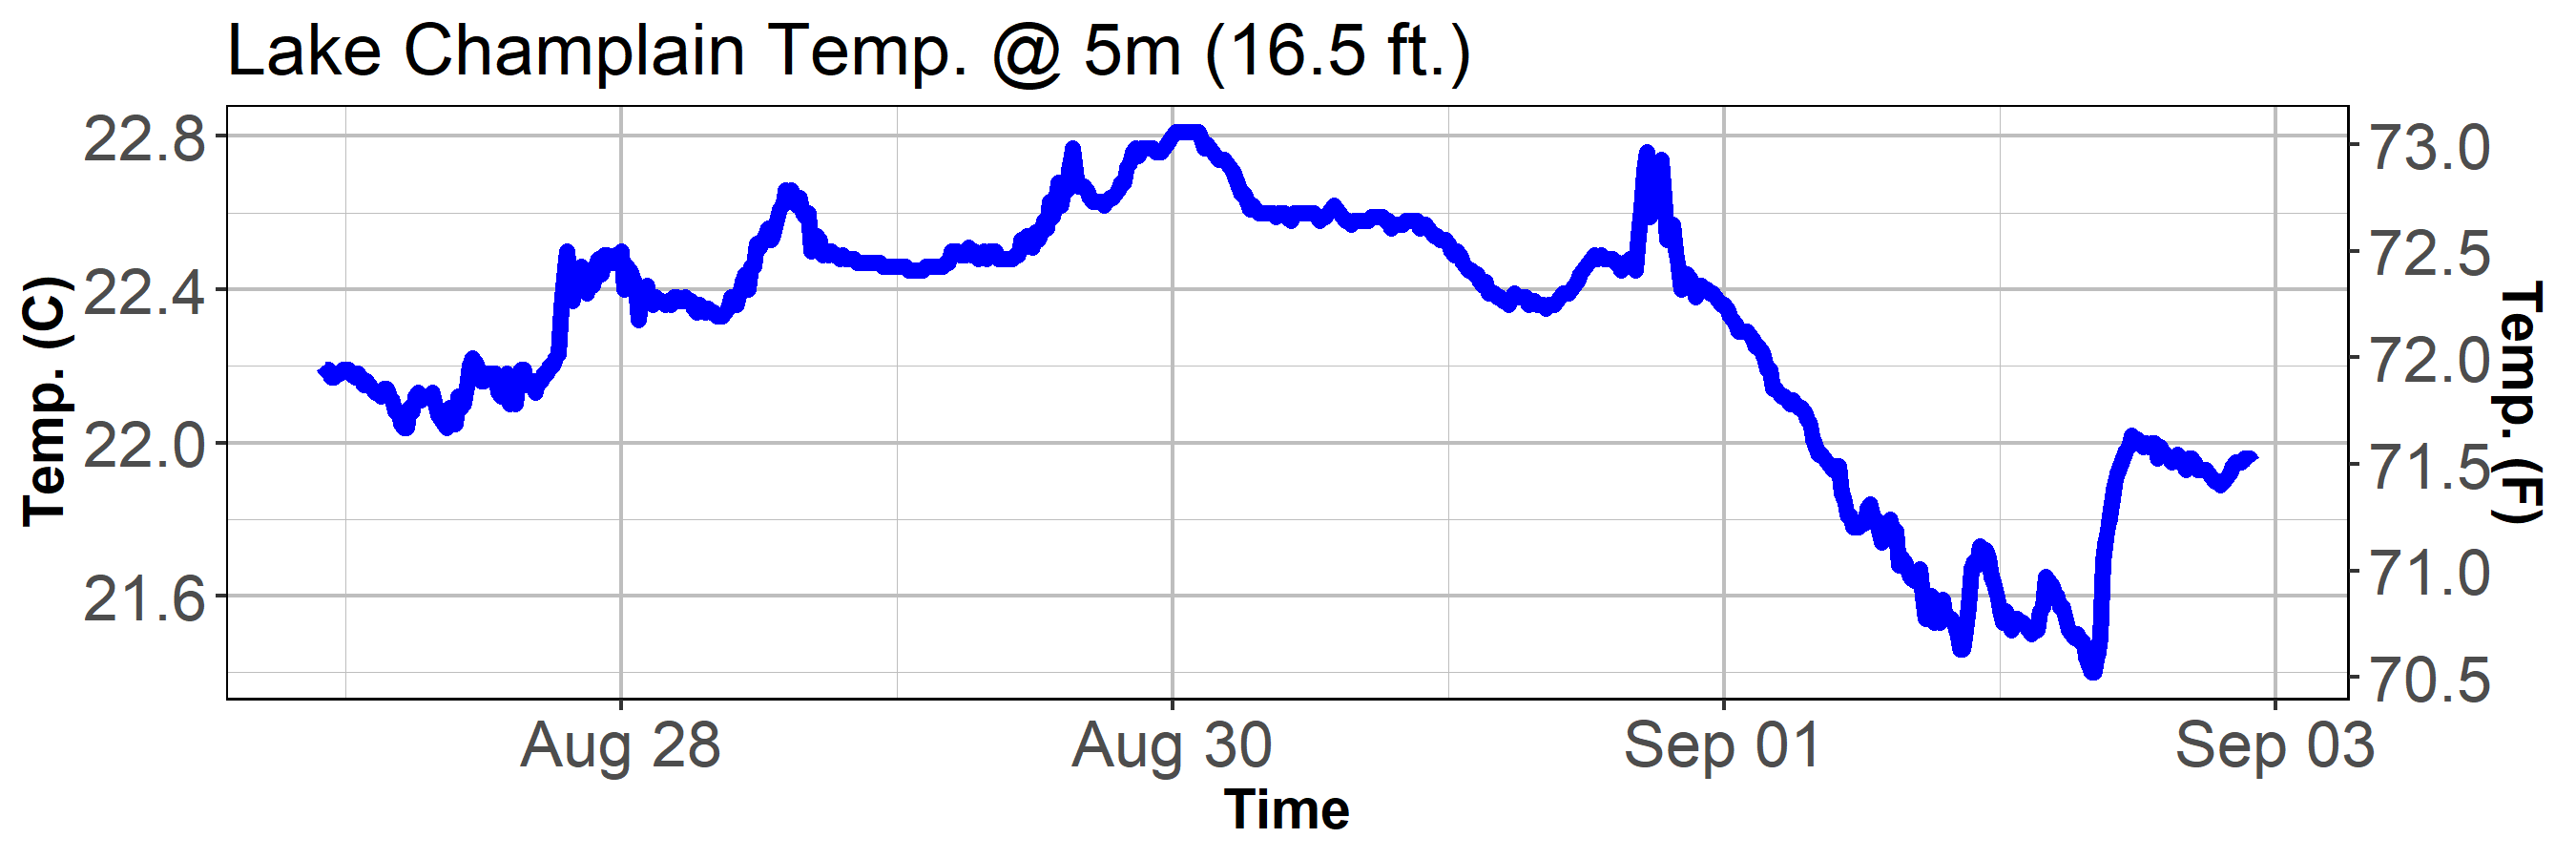 Lake Champlain Temp. @ 5m (16.5 ft.)
22.8
22.4
22.0
21.6
Temp. (C)
73.0
72.5
72.0
71.5
71.0
70.5
Temp. (F)
Aug 28
Aug 30
Sep 01
Sep 03
Time